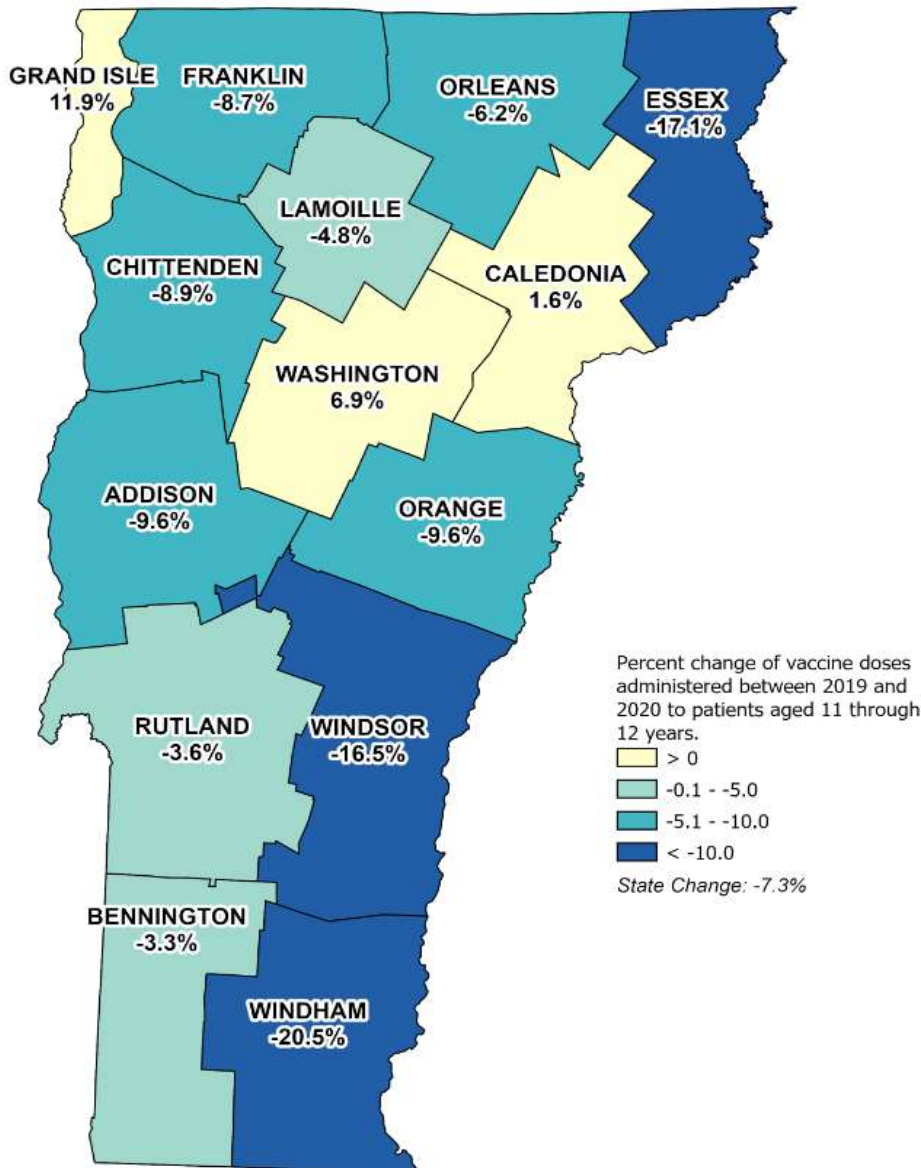 GRAND ISLE
11.9%
FRANKLIN
-8.7%
ORLEANS
-6.2%
ESSEX
-17.1%
LAMOILLE
-4.8%
CHITTENDEN
-8.9%
CALEDONIA
1.6%
WASHINGTON
6.9%
ADDISON
-9.6%
ORANGE
-9.6%
RUTLAND
-3.6%
WINDSOR
-16.5%
BENNINGTON
-3.3%
WINDHAM
-20.5%
Percent change of vaccine doses
administered between 2019 and
2020 to patients aged 11 through
12 years.
> 0
-0.1 - -5.0
-5.1 - -10.0
< -10.0
State Change: -7.3%